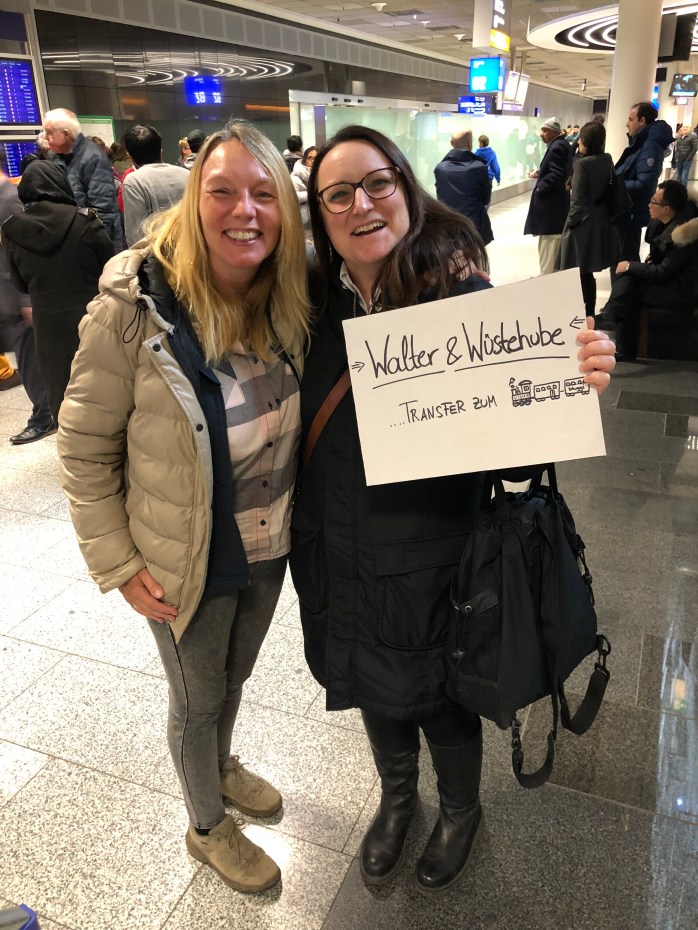 ⇒ Walter & Wüstehube ⇐
....TRANSFER ZUM